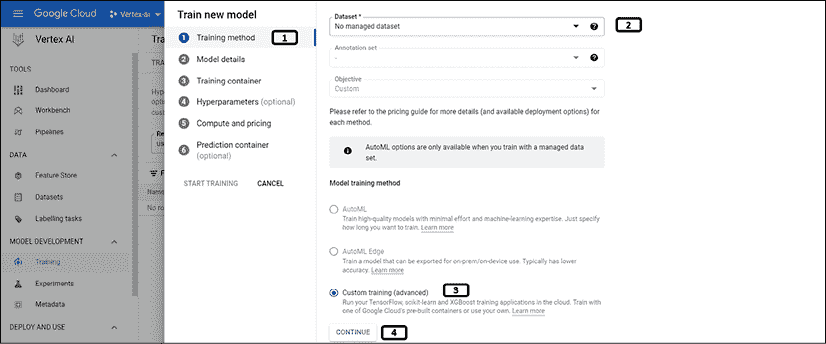 Google Cloud
Vertex-ai
Vertex AI
TOOLS
Dashboard
Workbench
Pipelines
DATA
Feature Store
Datasets
Labelling tasks
MODEL DEVELOPMENT
Training
Experiments
Metadata
DEPLOY AND USE
Train new model
1 Training method
1
2 Model details
3 Training container
4 Hyperparameters (optional)
5 Compute and pricing
6 Prediction container
(optional)
START TRAINING CANCEL
Dataset *
No managed dataset
2
Annotation set
-
Objective
Custom
Please refer to the pricing guide for more details (and available deployment options) for
each method.
AutoML options are only available when you train with a managed data
set.
Model training method
AutoML
Train high-quality models with minimal effort and machine-learning expertise. Just specify
how long you want to train. Learn more
AutoML Edge
Train a model that can be exported for on-prem/on-device use. Typically has lower
accuracy. Learn more
Custom training (advanced)
3
Run your TensorFlow, scikit-learn and XGBoost training applications in the cloud. Train with
one of Google Cloud's pre-built containers or use your own. Learn more
CONTINUE
4